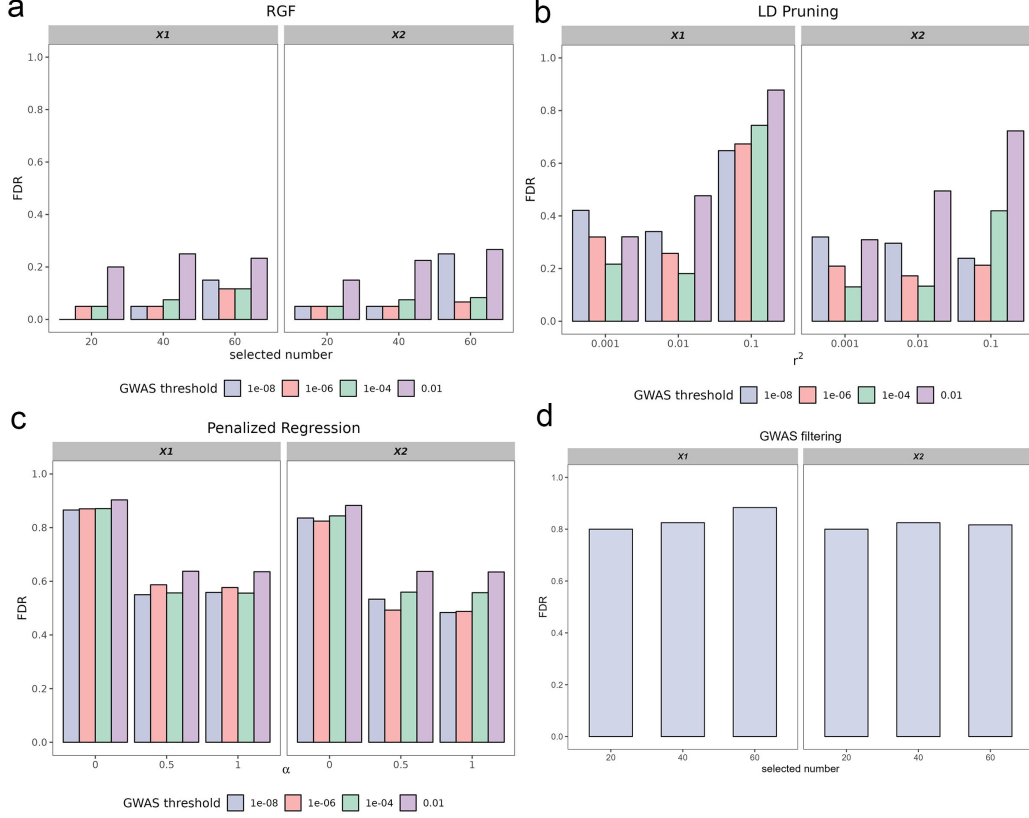 a
RGF
X1 X2
1.0
0.8
0.6
0.4
0.2
0.0
FDR
20 40 60 20 40 60
selected number
GWAS threshold 1e-08 1e-06 1e-04 0.01
b
LD Pruning
X1 X2
1.0
0.8
0.6
0.4
0.2
0.0
FDR
0.001 0.01 0.1 0.001 0.01 0.1
r²
GWAS threshold 1e-08 1e-06 1e-04 0.01
c
Penalized Regression
X1 X2
1.0
0.8
0.6
0.4
0.2
0.0
FDR
0 0.5 1 0 0.5 1
α
GWAS threshold 1e-08 1e-06 1e-04 0.01
d
GWAS filtering
X1 X2
1.0
0.8
0.6
0.4
0.2
0.0
FDR
20 40 60 20 40 60
selected number